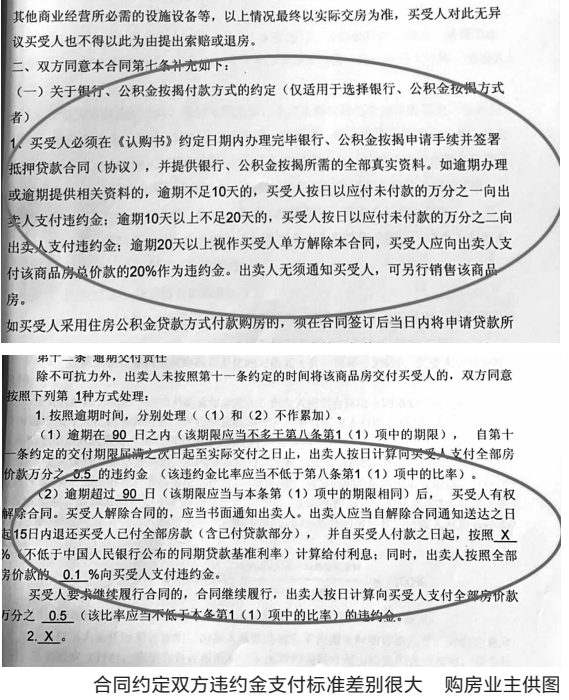 其他商业经营所必需的设施设备等，以上情况最终以实际交房为准，买受人对此无异
议买受人也不得以此为由提出索赔或退房。
二、双方同意本合同第七条补充如下：
（一）关于银行、公积金按揭付款方式的约定（仅适用于选择银行、公积金按揭方式
者）
1．买受人必须在《认购书》约定日期内办理完毕银行、公积金按揭申请手续并签署
抵押贷款合同（协议），并提供银行、公积金按揭所需的全部真实资料。如逾期办理
或逾期提供相关资料的，逾期不足10天的，买受人按日以应付未付款的万分之一向出
卖人支付违约金；逾期10天以上不足20天的，买受人按日以应付未付款的万分之二向
出卖人支付违约金；逾期20天以上视作买受人单方解除本合同，买受人应向出卖人支
付该商品房总价款的20%作为违约金。出卖人无须通知买受人，可另行销售该商品
房。
如买受人采用住房公积金贷款方式付款购房的，须在合同签订后当日内将申请贷款所
第十二条 逾期交付责任
除不可抗力外，出卖人未按照第十一条约定的时间将该商品房交付买受人的，双方同意
按照下列第 1种方式处理：
1. 按照逾期时间，分别处理（（1）和（2）不作累加）。
（1）逾期在 90 日之内（该期限应当不多于第八条第1（1）项中的期限）， 自第十
一条约定的交付期限届满之次日起至实际交付之日止，出卖人按日计算向买受人支付全部房
价款万分之 0.5 的违约金 （该违约金比率应当不低于第八条第1（1）项中的比率）。
（2）逾期超过 90 日（该期限应当与本条第（1）项中的期限相同）后， 买受人有权
解除合同。买受人解除合同的，应当书面通知出卖人。出卖人应当自解除合同通知送达之日
起15日内退还买受人已付全部房款（含已付贷款部分）， 并自买受人付款之日起，按照 X
%（不低于中国人民银行公布的同期贷款基准利率）计算给付利息；同时，出卖人按照全部
房价款的 0.1 %向买受人支付违约金。
买受人要求继续履行合同的，合同继续履行，出卖人按日计算向买受人支付全部房价款
万分之 0.5 （该比率应当不低于本条第1（1）项中的比率）的违约金。
2. X 。
合同约定双方违约金支付标准差别很大 购房业主供图